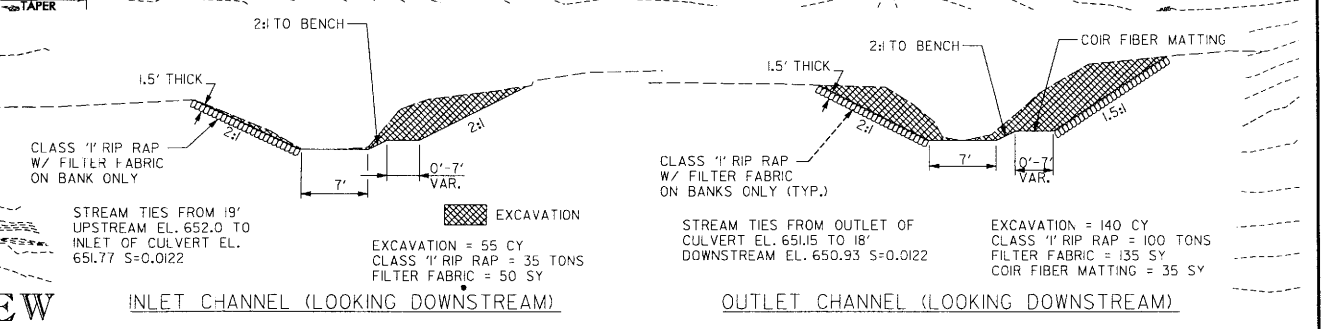 TAPER
2:1 TO BENCH
1.5' THICK
2:1
2:1
CLASS 'I' RIP RAP
W/ FILTER FABRIC
ON BANK ONLY
7'
0'-7'
VAR.
STREAM TIES FROM 19'
UPSTREAM EL. 652.0 TO
INLET OF CULVERT EL.
651.77 S=0.0122
EXCAVATION
EXCAVATION = 55 CY
CLASS 'I' RIP RAP = 35 TONS
FILTER FABRIC = 50 SY
INLET CHANNEL (LOOKING DOWNSTREAM)
2:1 TO BENCH
COIR FIBER MATTING
1.5' THICK
2:1
1.5:1
CLASS 'I' RIP RAP
W/ FILTER FABRIC
ON BANKS ONLY (TYP.)
7'
0'-7'
VAR.
STREAM TIES FROM OUTLET OF
CULVERT EL. 651.15 TO 18'
DOWNSTREAM EL. 650.93 S=0.0122
EXCAVATION = 140 CY
CLASS 'I' RIP RAP = 100 TONS
FILTER FABRIC = 135 SY
COIR FIBER MATTING = 35 SY
OUTLET CHANNEL (LOOKING DOWNSTREAM)
EW